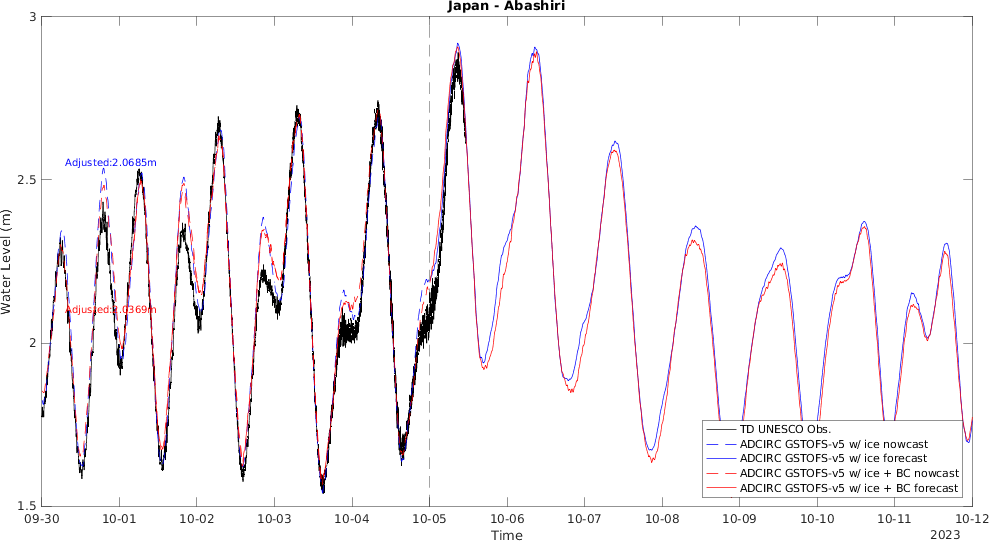 Japan - Abashiri
Water Level (m)
3
2.5
2
1.5
Adjusted:2.0685m
Adjusted:2.0369m
TD UNESCO Obs.
ADCIRC GSTOFS-v5 w/ ice nowcast
ADCIRC GSTOFS-v5 w/ ice forecast
ADCIRC GSTOFS-v5 w/ ice + BC nowcast
ADCIRC GSTOFS-v5 w/ ice + BC forecast
09-30 10-01 10-02 10-03 10-04 10-05 10-06 10-07 10-08 10-09 10-10 10-11 10-12
Time
2023